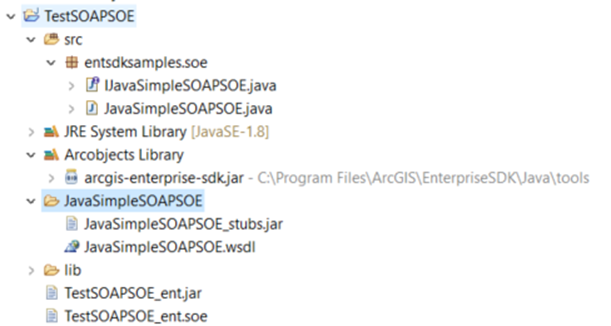 TestSOAPSOE
src
entsdksamples.soe
IJavaSimpleSOAPSOE.java
JavaSimpleSOAPSOE.java
JRE System Library [JavaSE-1.8]
Arcobjects Library
arcgis-enterprise-sdk.jar - C:\Program Files\ArcGIS\EnterpriseSDK\Java\tools
JavaSimpleSOAPSOE
JavaSimpleSOAPSOE_stubs.jar
JavaSimpleSOAPSOE.wsdl
lib
TestSOAPSOE_ent.jar
TestSOAPSOE_ent.soe